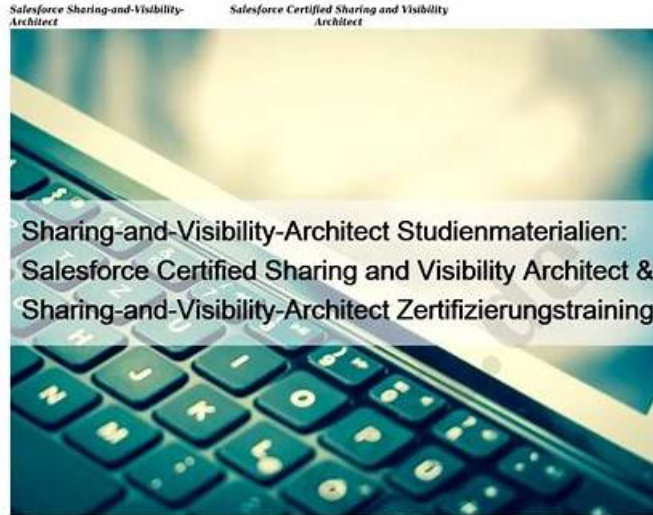 Salesforce Sharing-and-Visibility-
Architect
Salesforce Certified Sharing and Visibility
Architect
Sharing-and-Visibility-Architect Studienmaterialien:
Salesforce Certified Sharing and Visibility Architect &
Sharing-and-Visibility-Architect Zertifizierungstraining
.de